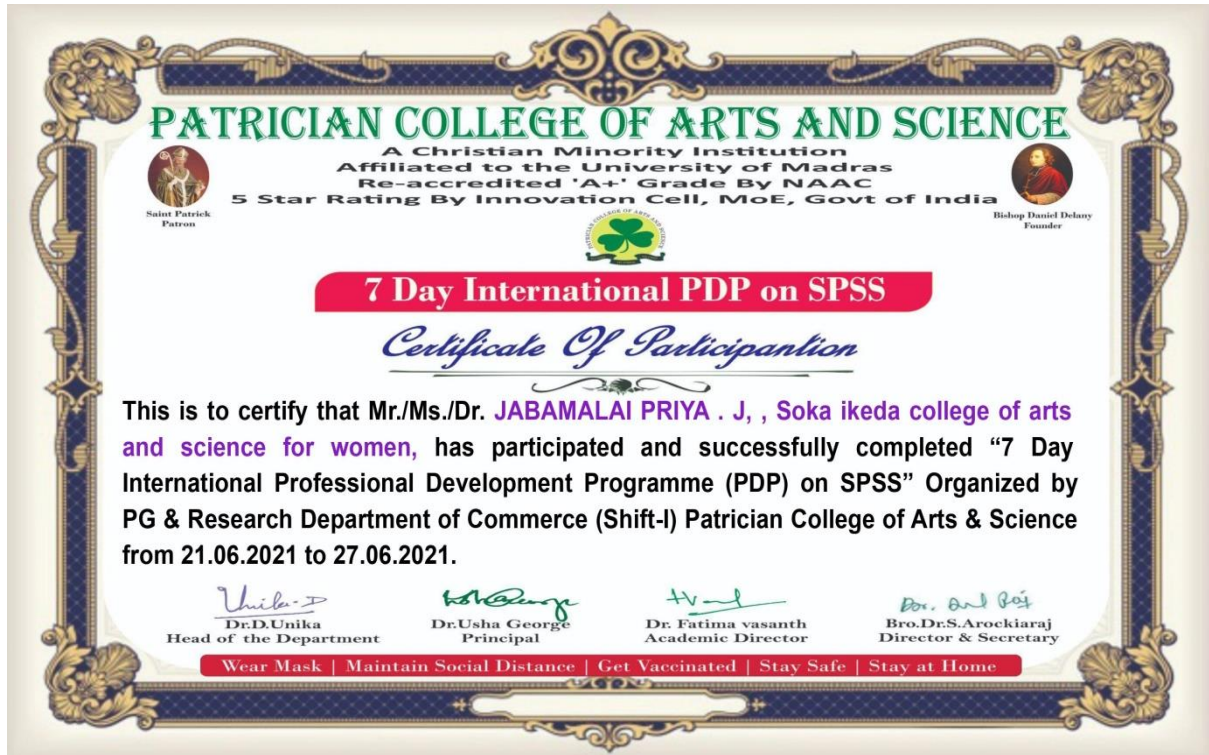 PATRICIAN COLLEGE OF ARTS AND SCIENCE
A Christian Minority Institution
Affiliated to the University of Madras
Re-accredited 'A+' Grade By NAAC
5 Star Rating By Innovation Cell, MoE, Govt of India
Saint Patrick
Patron
Bishop Daniel Delany
Founder
PATRICIAN COLLEGE OF ARTS AND SCIENCE
7 Day International PDP on SPSS
Certificate Of Participantion
This is to certify that Mr./Ms./Dr. JABAMALAI PRIYA . J, , Soka ikeda college of arts
and science for women, has participated and successfully completed “7 Day
International Professional Development Programme (PDP) on SPSS” Organized by
PG & Research Department of Commerce (Shift-I) Patrician College of Arts & Science
from 21.06.2021 to 27.06.2021.
Dr.D.Unika
Head of the Department
Dr.Usha George
Principal
Dr. Fatima vasanth
Academic Director
Bro.Dr.S.Arockiaraj
Director & Secretary
Wear Mask | Maintain Social Distance | Get Vaccinated | Stay Safe | Stay at Home